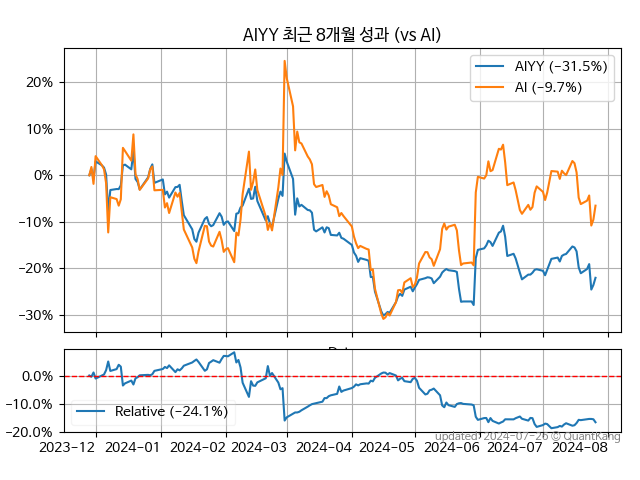 AIYY 최근 8개월 성과 (vs AI)
AIYY (−31.5%)
AI (−9.7%)
20%
10%
0%
−10%
−20%
−30%
0.0%
−10.0%
−20.0%
Relative (−24.1%)
2023−12 2024−01 2024−02 2024−03 2024−04 2024−05 2024−06 2024−07 2024−08
updated: 2024−07−26 © QuantKang